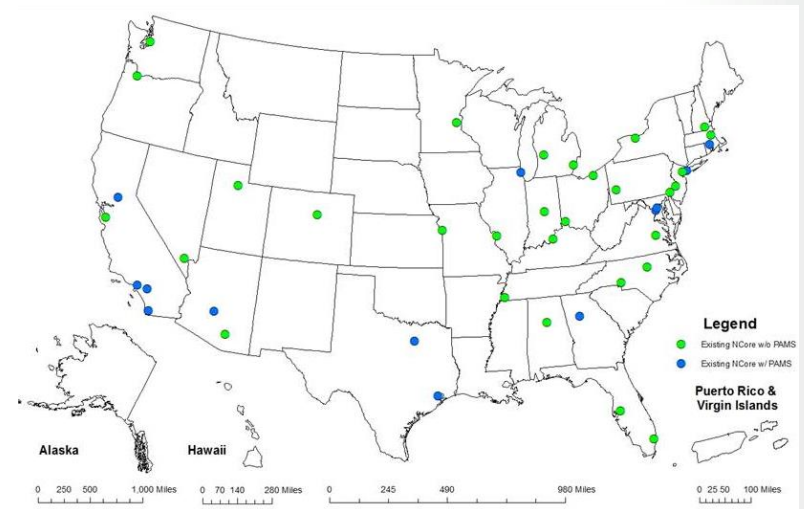 Legend
Existing NCore w/o PAMS
Existing NCore w/ PAMS
Puerto Rico &
Virgin Islands
Alaska
Hawaii
0 250 500 1,000 Miles
0 70 140 280 Miles
0 245 490 980 Miles
0 25 50 100 Miles